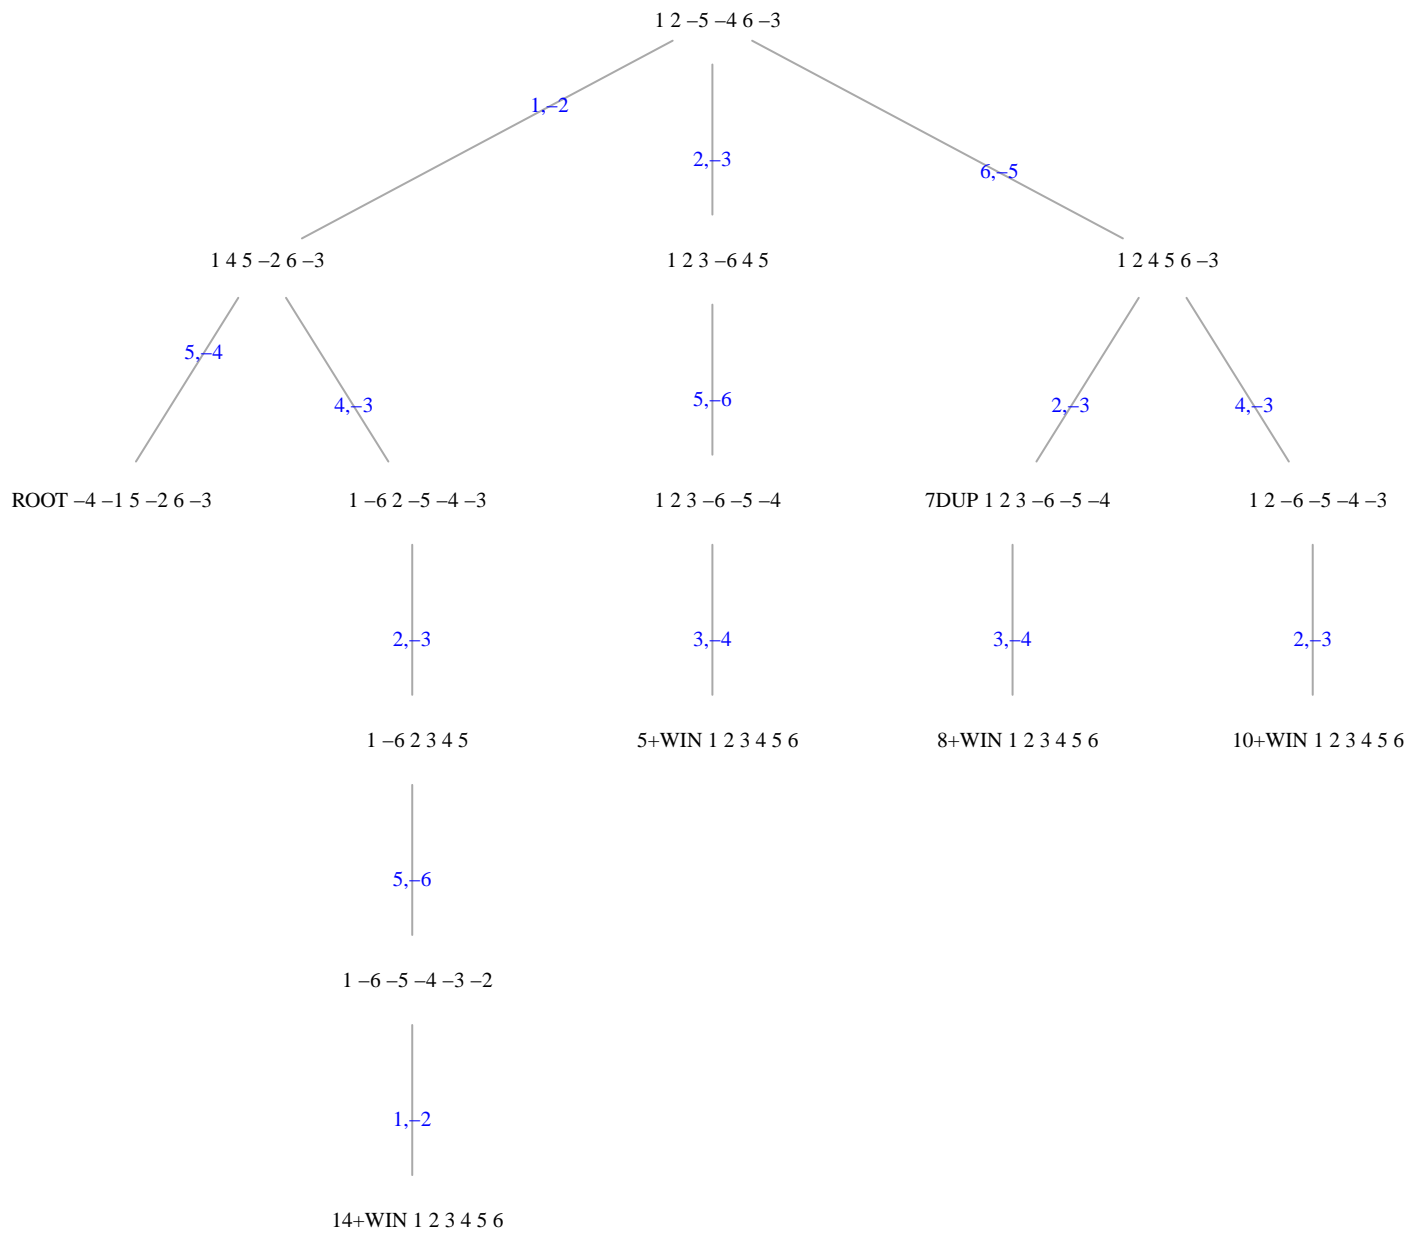 1 2 –5 –4 6 –3
1,–2
2,–3
6,–5
1 4 5 –2 6 –3
1 2 3 –6 4 5
1 2 4 5 6 –3
5,–4
4,–3
5,–6
2,–3
4,–3
ROOT –4 –1 5 –2 6 –3
1 –6 2 –5 –4 –3
1 2 3 –6 –5 –4
7DUP 1 2 3 –6 –5 –4
1 2 –6 –5 –4 –3
2,–3
3,–4
3,–4
2,–3
1 –6 2 3 4 5
5+WIN 1 2 3 4 5 6
8+WIN 1 2 3 4 5 6
10+WIN 1 2 3 4 5 6
5,–6
1 –6 –5 –4 –3 –2
1,–2
14+WIN 1 2 3 4 5 6